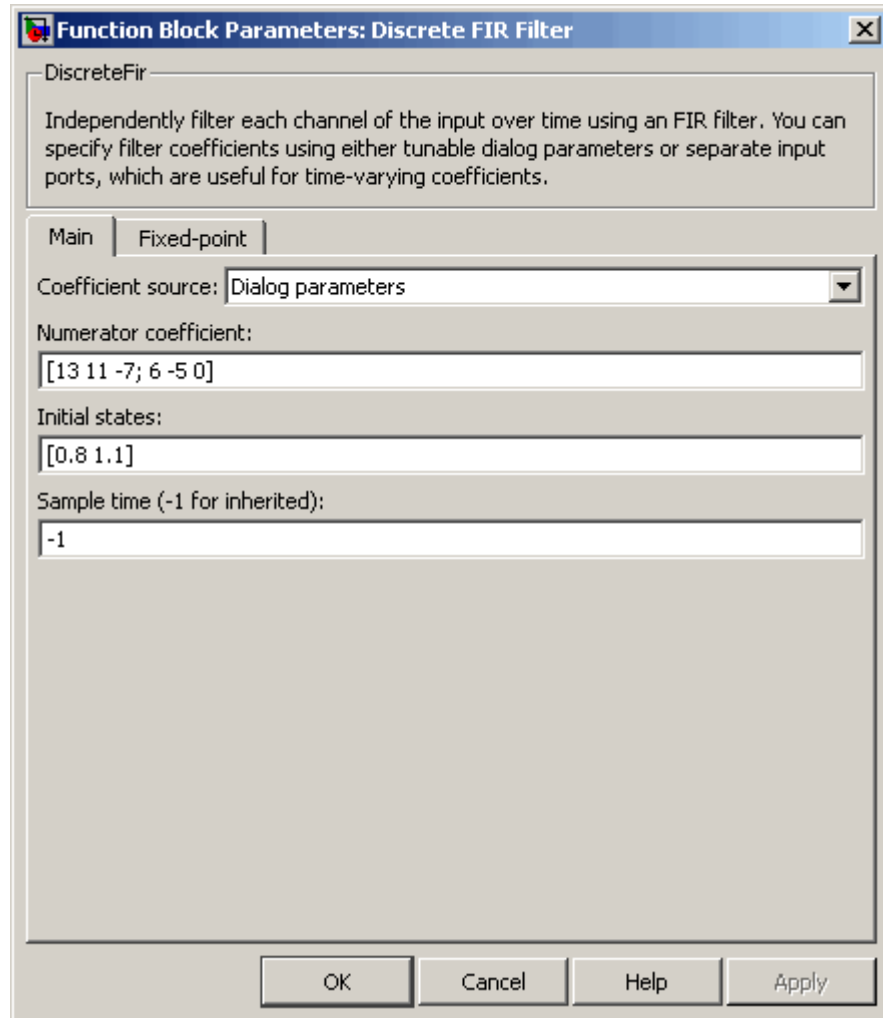 Function Block Parameters: Discrete FIR Filter
DiscreteFir
Independently filter each channel of the input over time using an FIR filter. You can
specify filter coefficients using either tunable dialog parameters or separate input
ports, which are useful for time-varying coefficients.
Main Fixed-point
Coefficient source: Dialog parameters
Numerator coefficient:
[13 11 -7; 6 -5 0]
Initial states:
[0.8 1.1]
Sample time (-1 for inherited):
-1
OK Cancel Help Apply